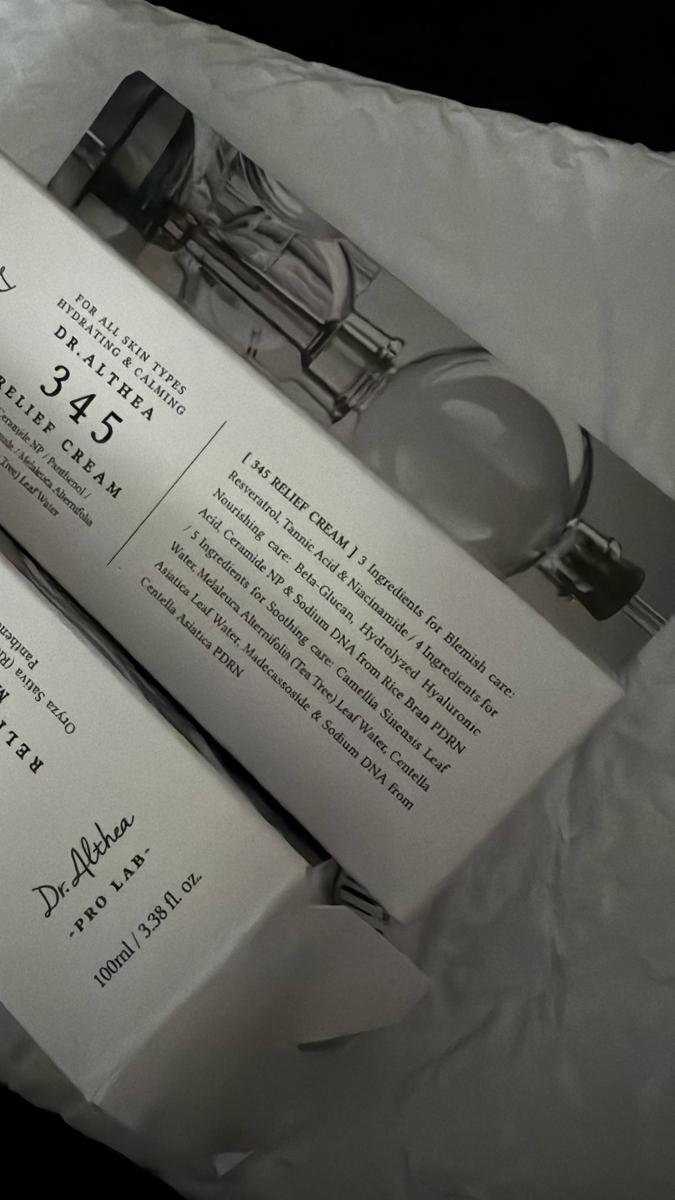 FOR ALL SKIN TYPES
HYDRATING & CALMING
DR.ALTHEA
345
RELIEF CREAM
Ceramide NP / Panthenol /
/ Melaleuca Alternifolia
Tree) Leaf Water
[ 345 RELIEF CREAM ] 3 Ingredients for Blemish care:
Resveratrol, Tannic Acid & Niacinamide / 4 Ingredients for
Nourishing care: Beta-Glucan, Hydrolyzed Hyaluronic
Acid, Ceramide NP & Sodium DNA from Rice Bran PDRN
/ 5 Ingredients for Soothing care: Camellia Sinensis Leaf
Water, Melaleuca Alternifolia (Tea Tree) Leaf Water, Centella
Asiatica Leaf Water, Madecassoside & Sodium DNA from
Centella Asiatica PDRN
Oryza Sativa
RELI
Dr.Althea
-PRO LAB-
100ml / 3.38 fl. oz.